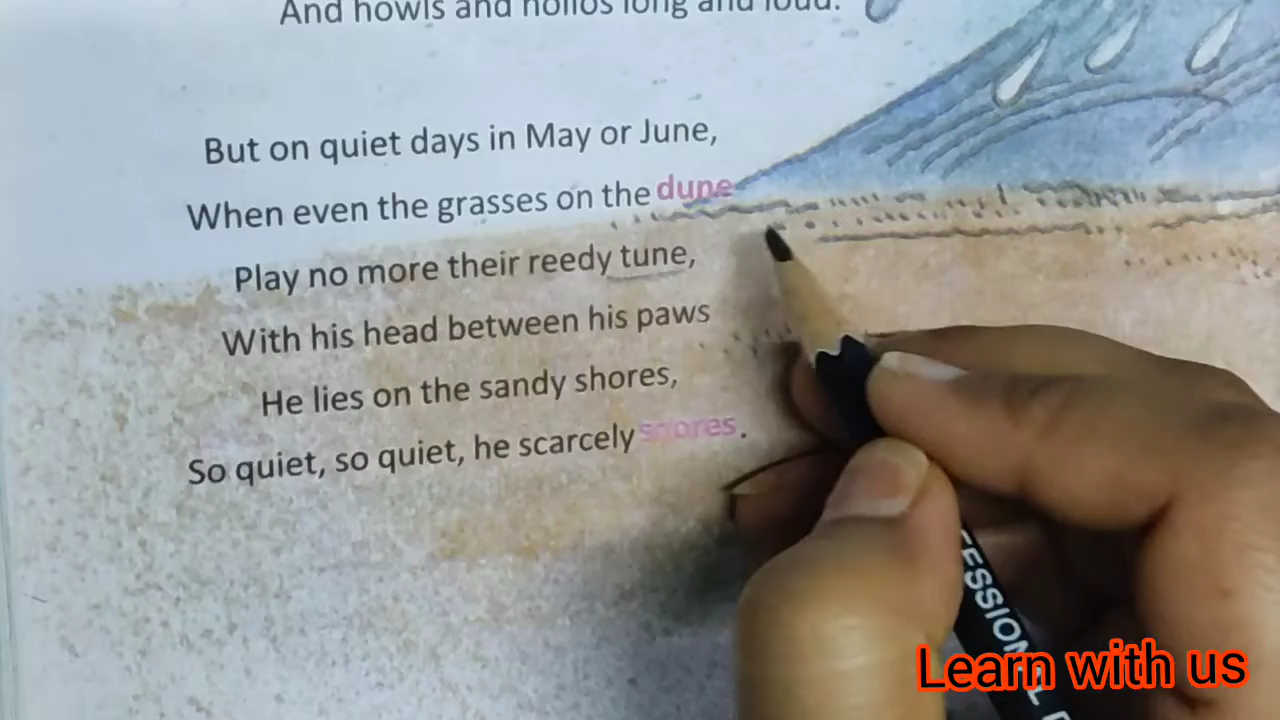 And howls and hollos long and loud.
But on quiet days in May or June,
When even the grasses on the dune
Play no more their reedy tune,
With his head between his paws
He lies on the sandy shores,
So quiet, so quiet, he scarcely snores.
Learn with us